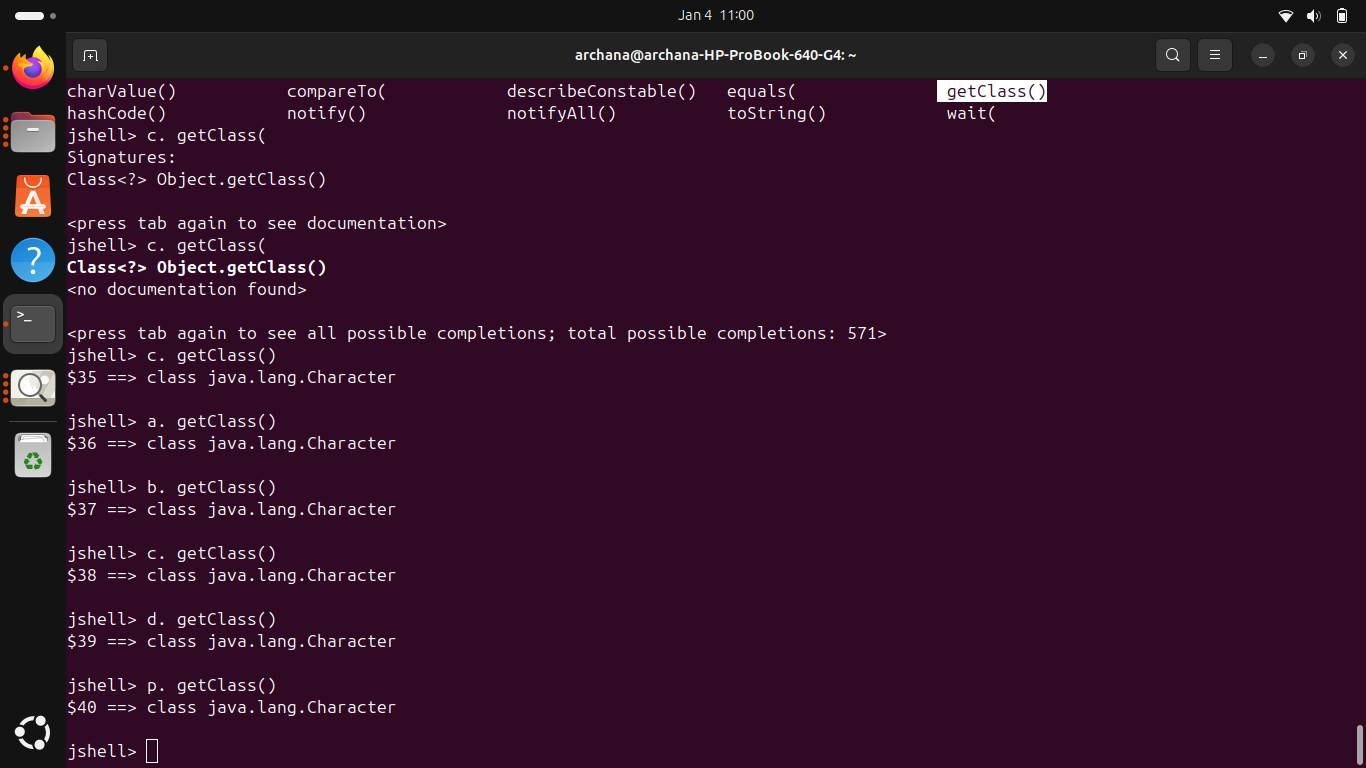 Jan 4 11:00
archana@archana-HP-ProBook-640-G4: ~
charValue() compareTo( describeConstable() equals( getClass()
hashCode() notify() notifyAll() toString() wait(
jshell> c. getClass(
Signatures:
Class<?> Object.getClass()
<press tab again to see documentation>
jshell> c. getClass(
Class<?> Object.getClass()
<no documentation found>
<press tab again to see all possible completions; total possible completions: 571>
jshell> c. getClass()
$35 ==> class java.lang.Character
jshell> a. getClass()
$36 ==> class java.lang.Character
jshell> b. getClass()
$37 ==> class java.lang.Character
jshell> c. getClass()
$38 ==> class java.lang.Character
jshell> d. getClass()
$39 ==> class java.lang.Character
jshell> p. getClass()
$40 ==> class java.lang.Character
jshell>